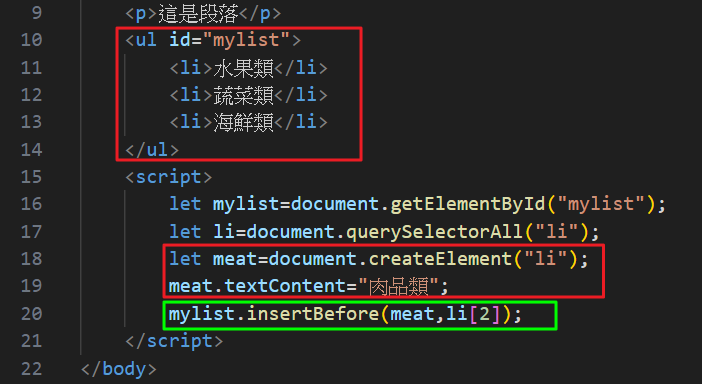 9 <p>這是段落</p>
10 <ul id="mylist">
11 <li>水果類</li>
12 <li>蔬菜類</li>
13 <li>海鮮類</li>
14 </ul>
15 <script>
16 let mylist=document.getElementById("mylist");
17 let li=document.querySelectorAll("li");
18 let meat=document.createElement("li");
19 meat.textContent="肉品類";
20 mylist.insertBefore(meat,li[2]);
21 </script>
22 </body>